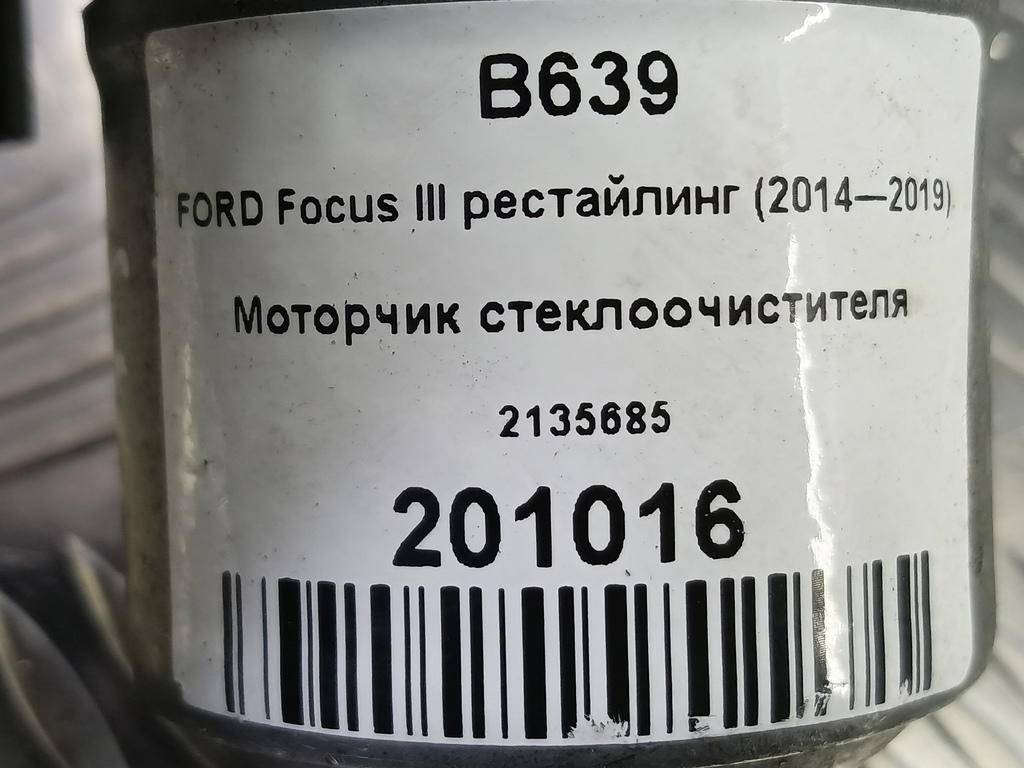 B639
FORD Focus III рестайлинг (2014—2019)
Моторчик стеклоочистителя
2135685
201016